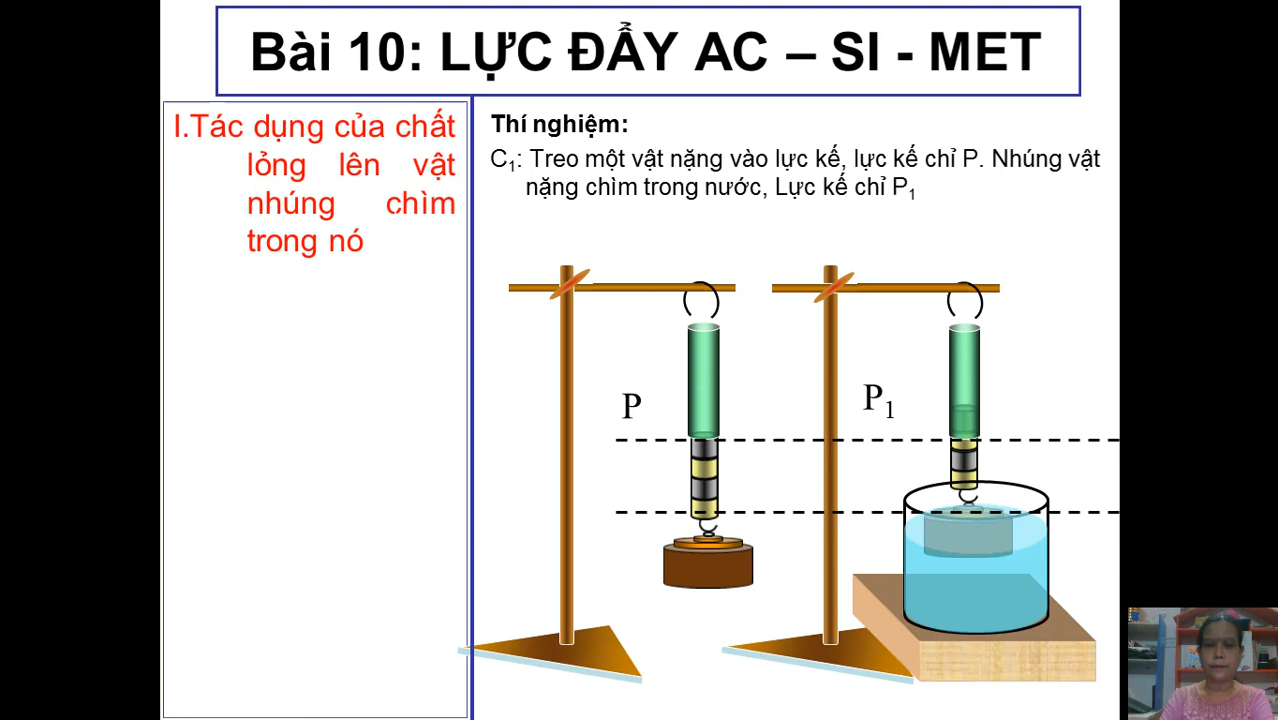 Bài 10: LỰC ĐẨY AC – SI - MET
I.Tác dụng của chất
lỏng lên vật
nhúng chìm
trong nó
Thí nghiệm:
C1: Treo một vật nặng vào lực kế, lực kế chỉ P. Nhúng vật
nặng chìm trong nước, Lực kế chỉ P1
P
P1